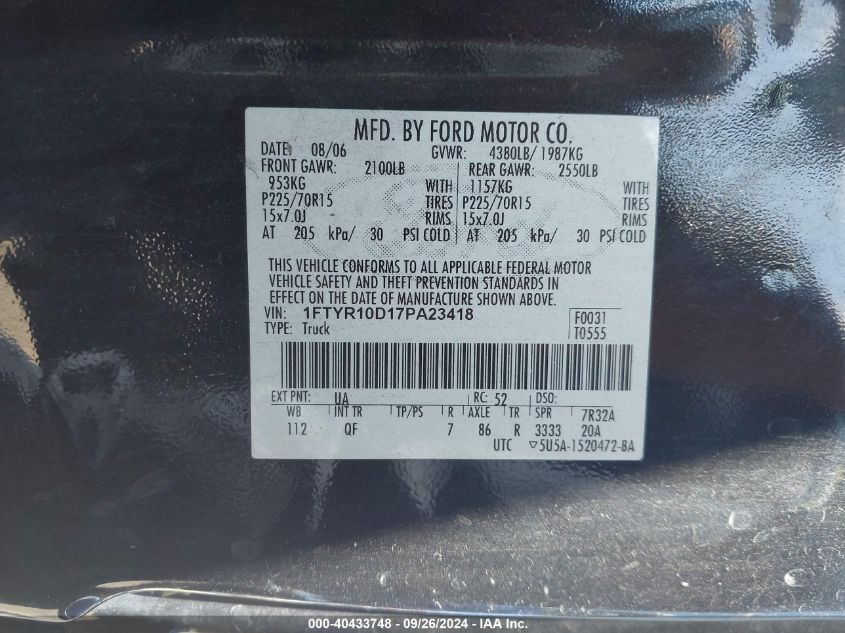 MFD. BY FORD MOTOR CO.
DATE: 08/06 GVWR: 4380LB/ 1987KG
FRONT GAWR: 2100LB REAR GAWR: 2550LB
953KG WITH 1157KG WITH
P225/70R15 TIRES P225/70R15 TIRES
15x7.0J RIMS 15x7.0J RIMS
AT 205 kPa/ 30 PSI COLD AT 205 kPa/ 30 PSI COLD
THIS VEHICLE CONFORMS TO ALL APPLICABLE FEDERAL MOTOR
VEHICLE SAFETY AND THEFT PREVENTION STANDARDS IN
EFFECT ON THE DATE OF MANUFACTURE SHOWN ABOVE.
VIN: 1FTYR10D17PA23418 F0031
TYPE: Truck T0555
EXT PNT: UA RC: 52 DSO:
WB INT TR TP/PS R AXLE TR SPR 7R32A
112 QF 7 86 R 3333 20A
UTC ▽5U5A-1520472-BA
000-40433748 - 09/26/2024 - IAAI Inc.